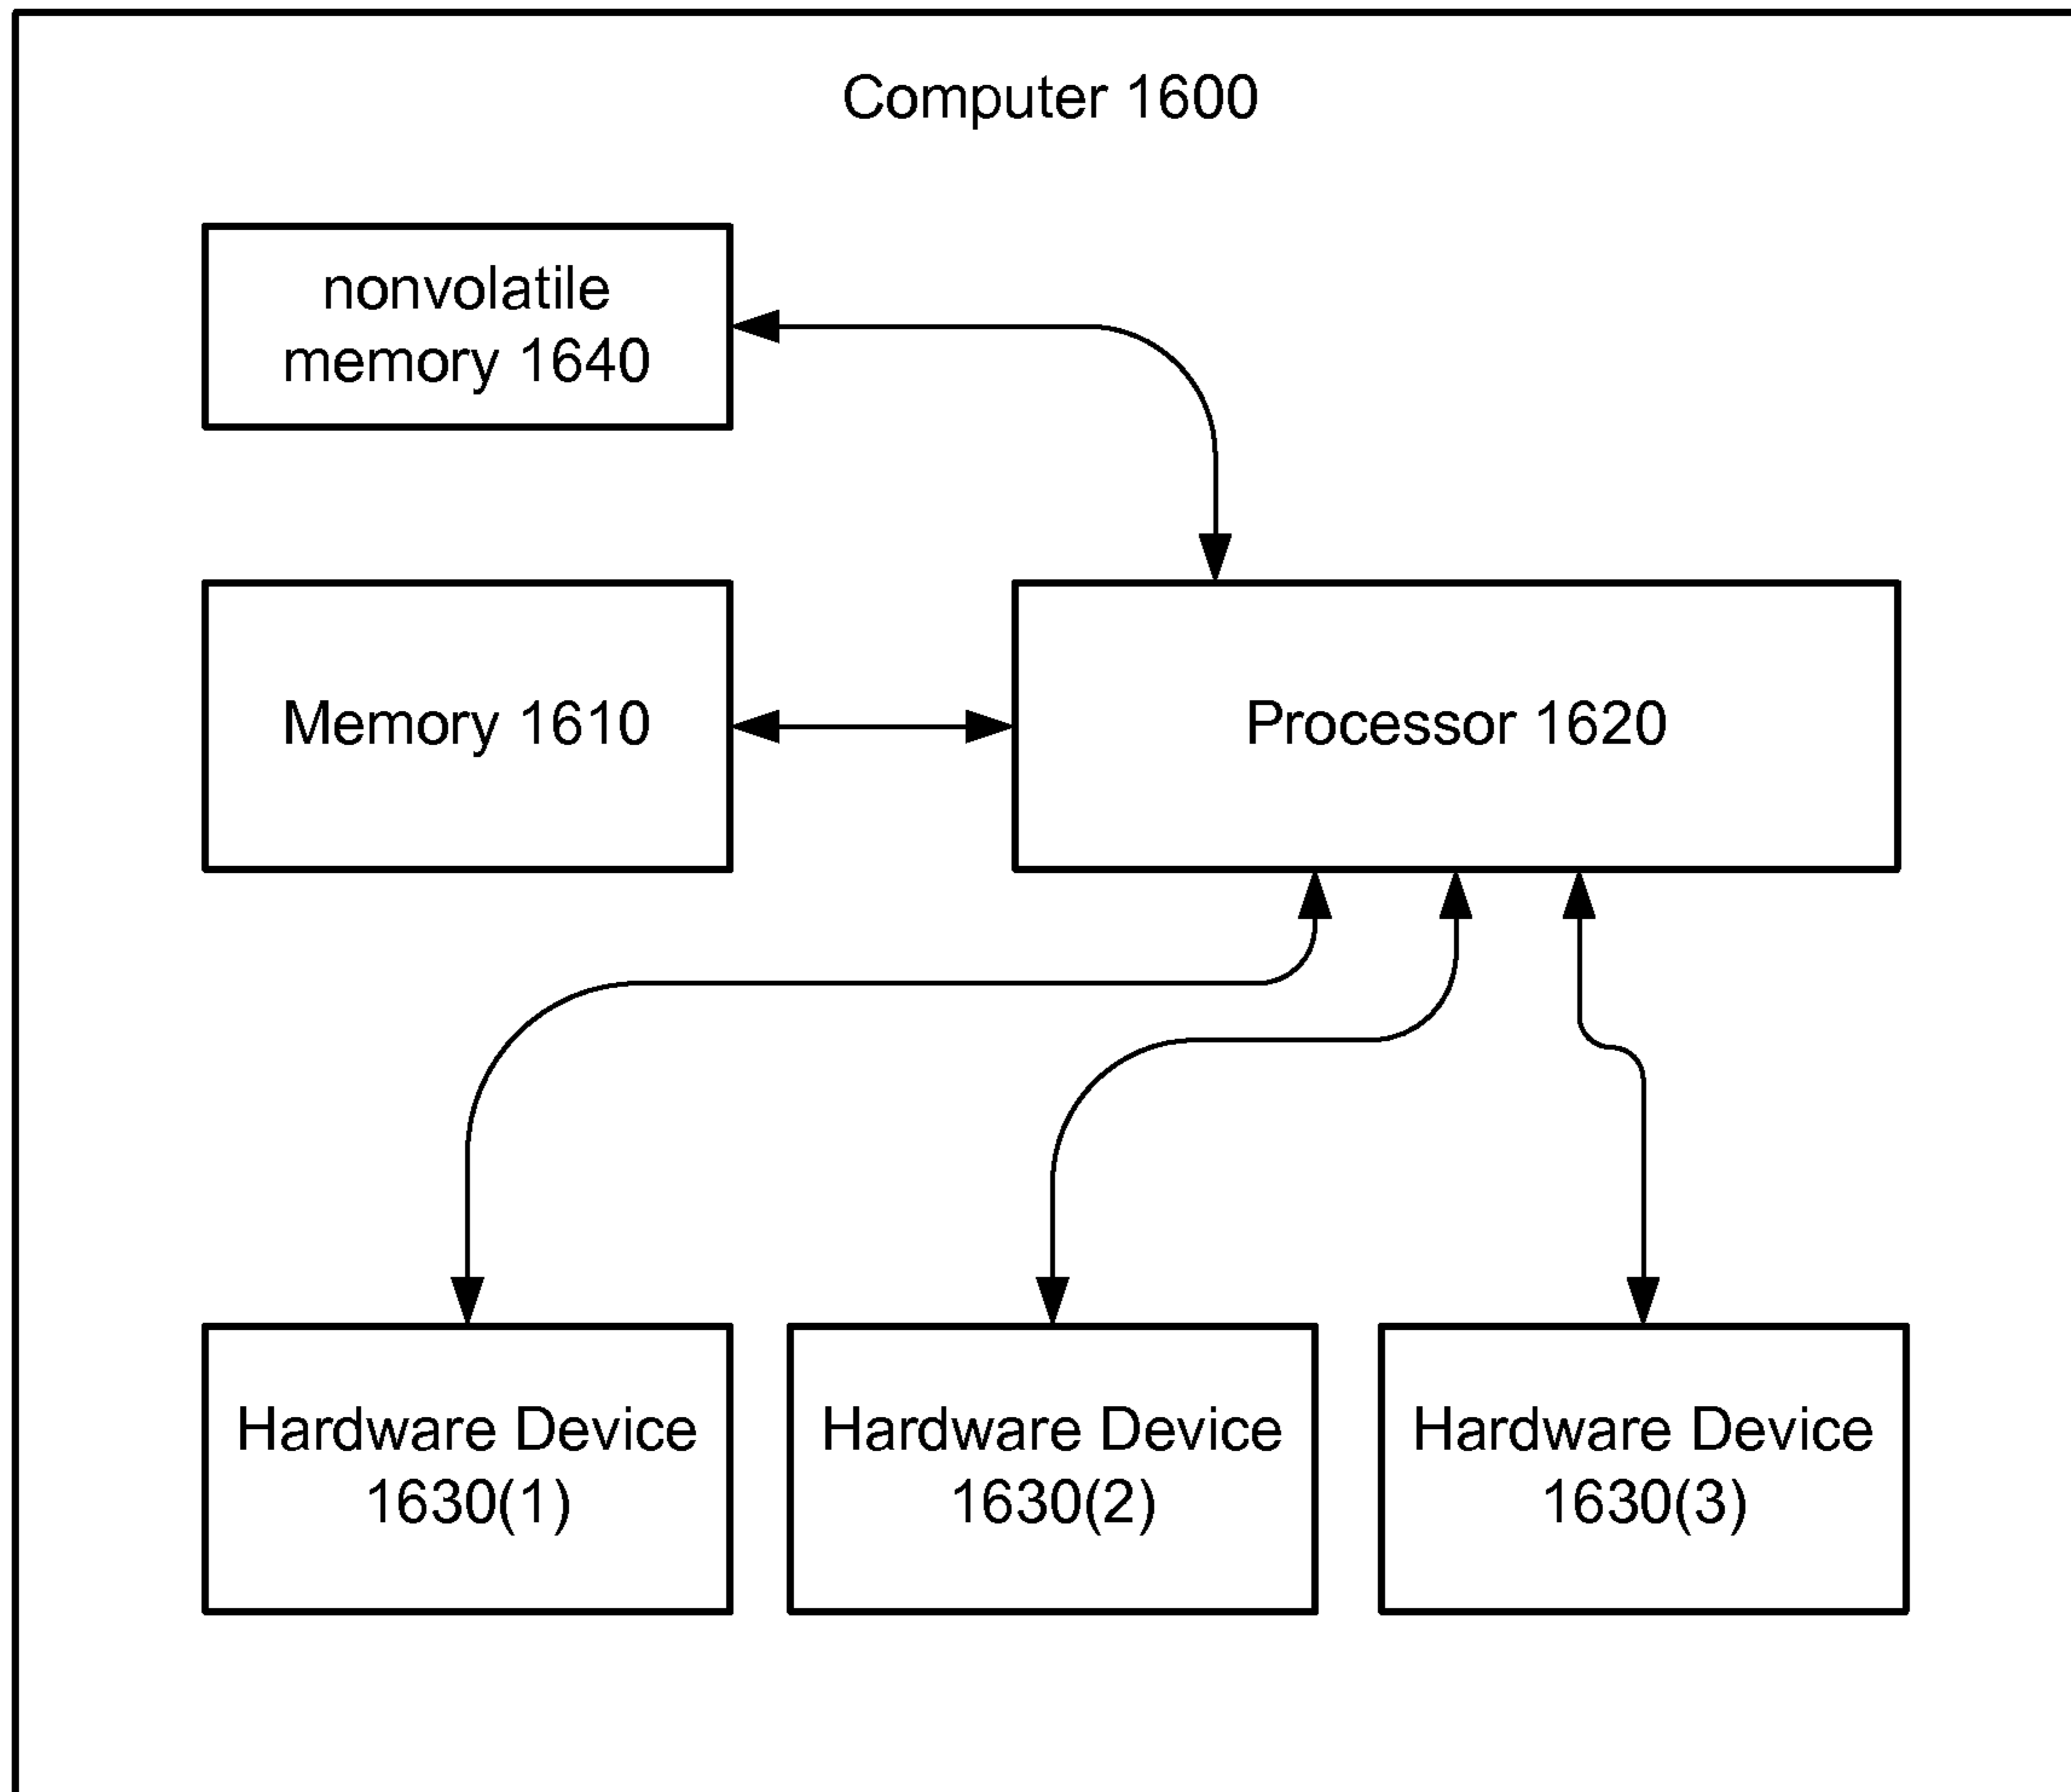 Computer 1600
nonvolatile
memory 1640
Memory 1610
Processor 1620
Hardware Device
1630(1)
Hardware Device
1630(2)
Hardware Device
1630(3)